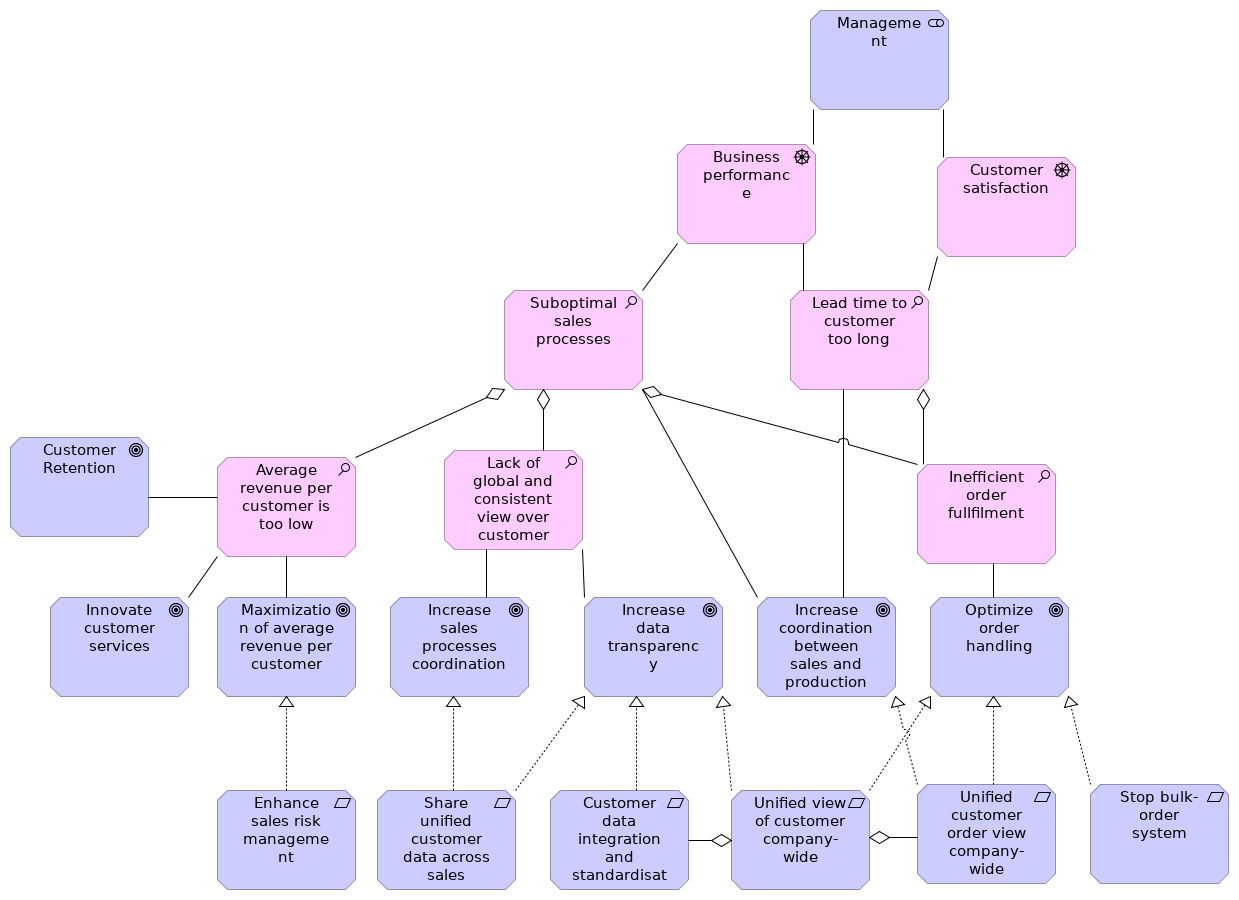 Manageme
nt
Business
performanc
e
Customer
satisfaction
Suboptimal
sales
processes
Lead time to
customer
too long
Customer
Retention
Average
revenue per
customer is
too low
Lack of
global and
consistent
view over
customer
Inefficient
order
fullfilment
Innovate
customer
services
Maximizatio
n of average
revenue per
customer
Increase
sales
processes
coordination
Increase
data
transparenc
y
Increase
coordination
between
sales and
production
Optimize
order
handling
Enhance
sales risk
manageme
nt
Share
unified
customer
data across
sales
Customer
data
integration
and
standardisat
Unified view
of customer
company-
wide
Unified
customer
order view
company-
wide
Stop bulk-
order
system